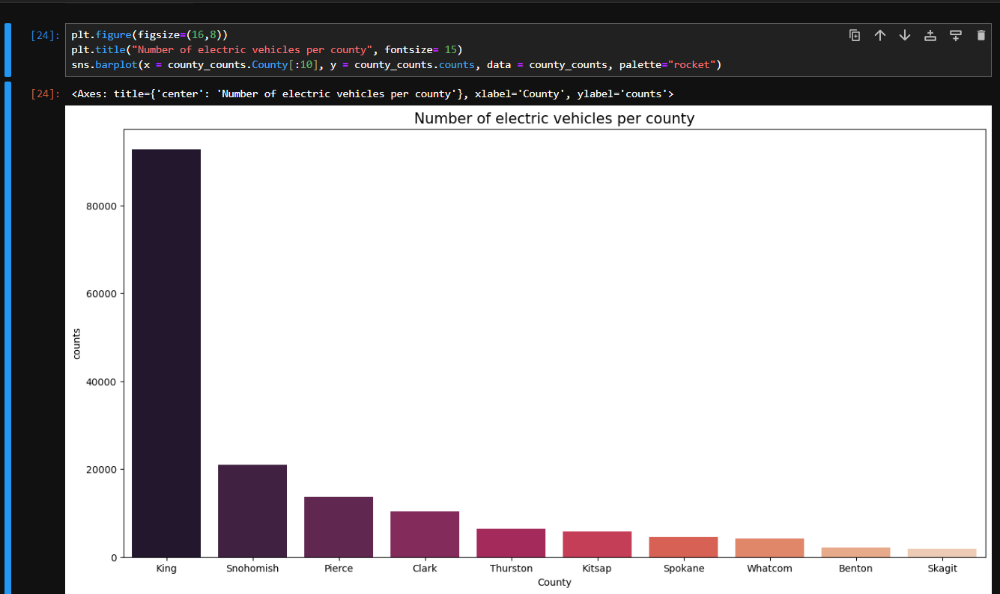 [24]:
plt.figure(figsize=(16,8))
plt.title("Number of electric vehicles per county", fontsize= 15)
sns.barplot(x = county_counts.County[:10], y = county_counts.counts, data = county_counts, palette="rocket")
[24]:
<Axes: title={'center': 'Number of electric vehicles per county'}, xlabel='County', ylabel='counts'>
Number of electric vehicles per county
counts
80000
60000
40000
20000
0
King Snohomish Pierce Clark Thurston Kitsap Spokane Whatcom Benton Skagit
County